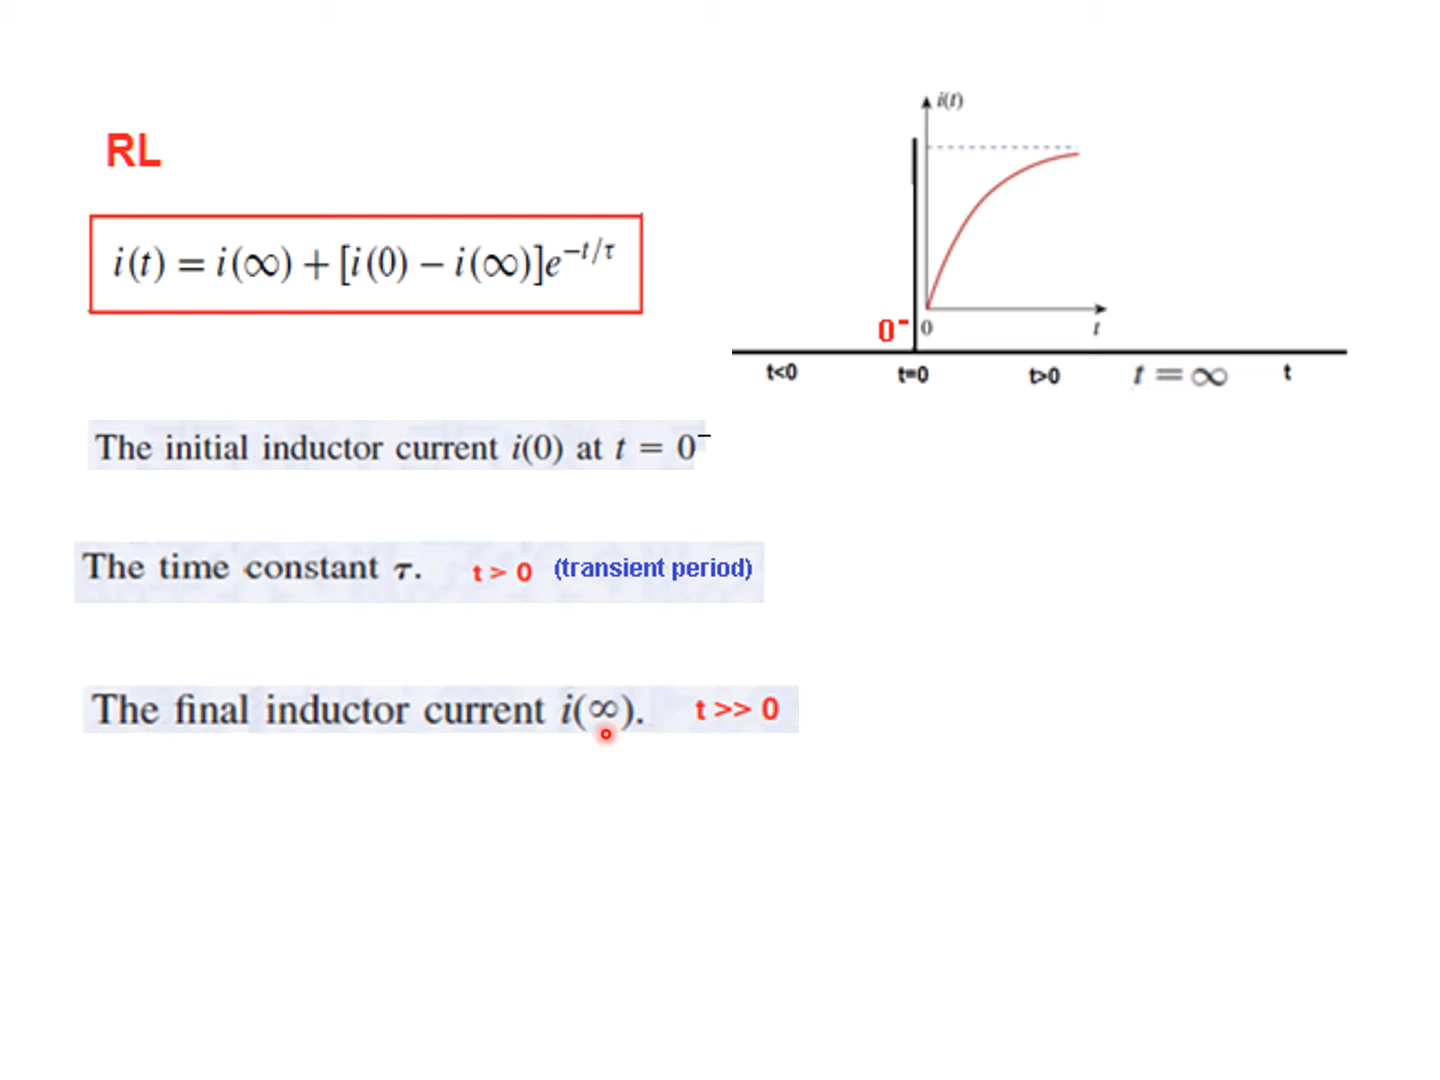 RL
i(t) = i(∞) + [i(0) − i(∞)]e^{−t/τ}
i(t)
0⁻ 0 t
t<0 t=0 t>0 t = ∞ t
The initial inductor current i(0) at t = 0⁻
The time constant τ. t > 0 (transient period)
The final inductor current i(∞). t >> 0